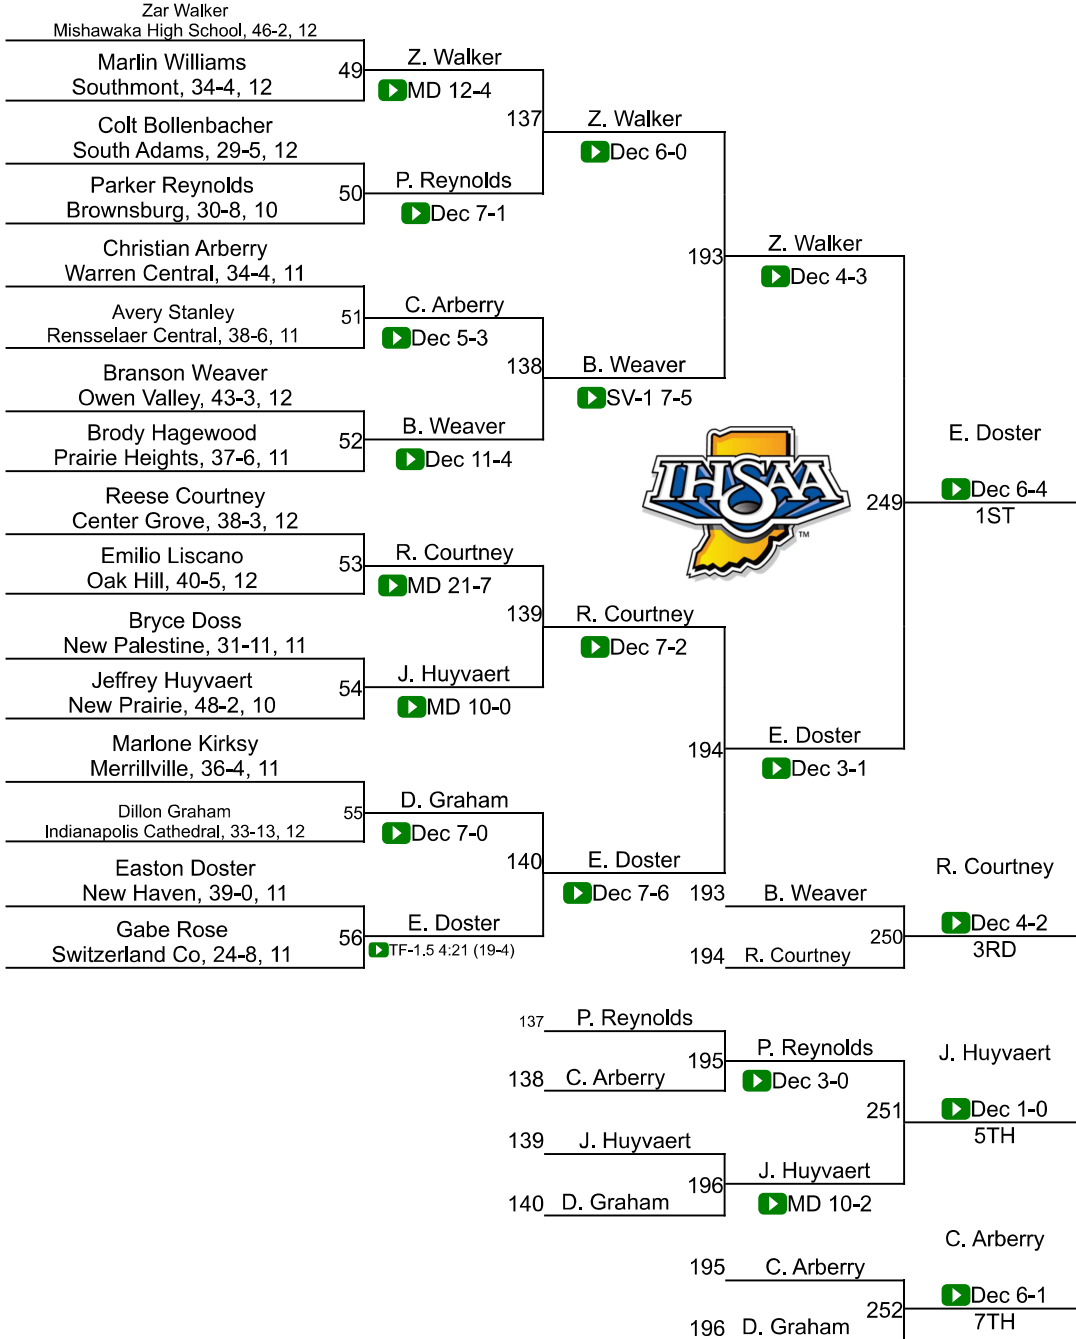 Zar Walker
Mishawaka High School, 46-2, 12
Marlin Williams
Southmont, 34-4, 12
49
Z. Walker
MD 12-4
Colt Bollenbacher
South Adams, 29-5, 12
Parker Reynolds
Brownsburg, 30-8, 10
50
P. Reynolds
Dec 7-1
137
Z. Walker
Dec 6-0
Christian Arberry
Warren Central, 34-4, 11
Avery Stanley
Rensselaer Central, 38-6, 11
51
C. Arberry
Dec 5-3
Branson Weaver
Owen Valley, 43-3, 12
Brody Hagewood
Prairie Heights, 37-6, 11
52
B. Weaver
Dec 11-4
138
B. Weaver
SV-1 7-5
193
Z. Walker
Dec 4-3
Reese Courtney
Center Grove, 38-3, 12
Emilio Liscano
Oak Hill, 40-5, 12
53
R. Courtney
MD 21-7
Bryce Doss
New Palestine, 31-11, 11
Jeffrey Huyvaert
New Prairie, 48-2, 10
54
J. Huyvaert
MD 10-0
139
R. Courtney
Dec 7-2
Marlone Kirksy
Merrillville, 36-4, 11
Dillon Graham
Indianapolis Cathedral, 33-13, 12
55
D. Graham
Dec 7-0
Easton Doster
New Haven, 39-0, 11
Gabe Rose
Switzerland Co, 24-8, 11
56
E. Doster
TF-1.5 4:21 (19-4)
140
E. Doster
Dec 7-6
194
E. Doster
Dec 3-1
IHSAA
TM
249
E. Doster
Dec 6-4
1ST
193
B. Weaver
194
R. Courtney
250
R. Courtney
Dec 4-2
3RD
137
P. Reynolds
138
C. Arberry
195
P. Reynolds
Dec 3-0
139
J. Huyvaert
140
D. Graham
196
J. Huyvaert
MD 10-2
251
J. Huyvaert
Dec 1-0
5TH
195
C. Arberry
196
D. Graham
252
C. Arberry
Dec 6-1
7TH